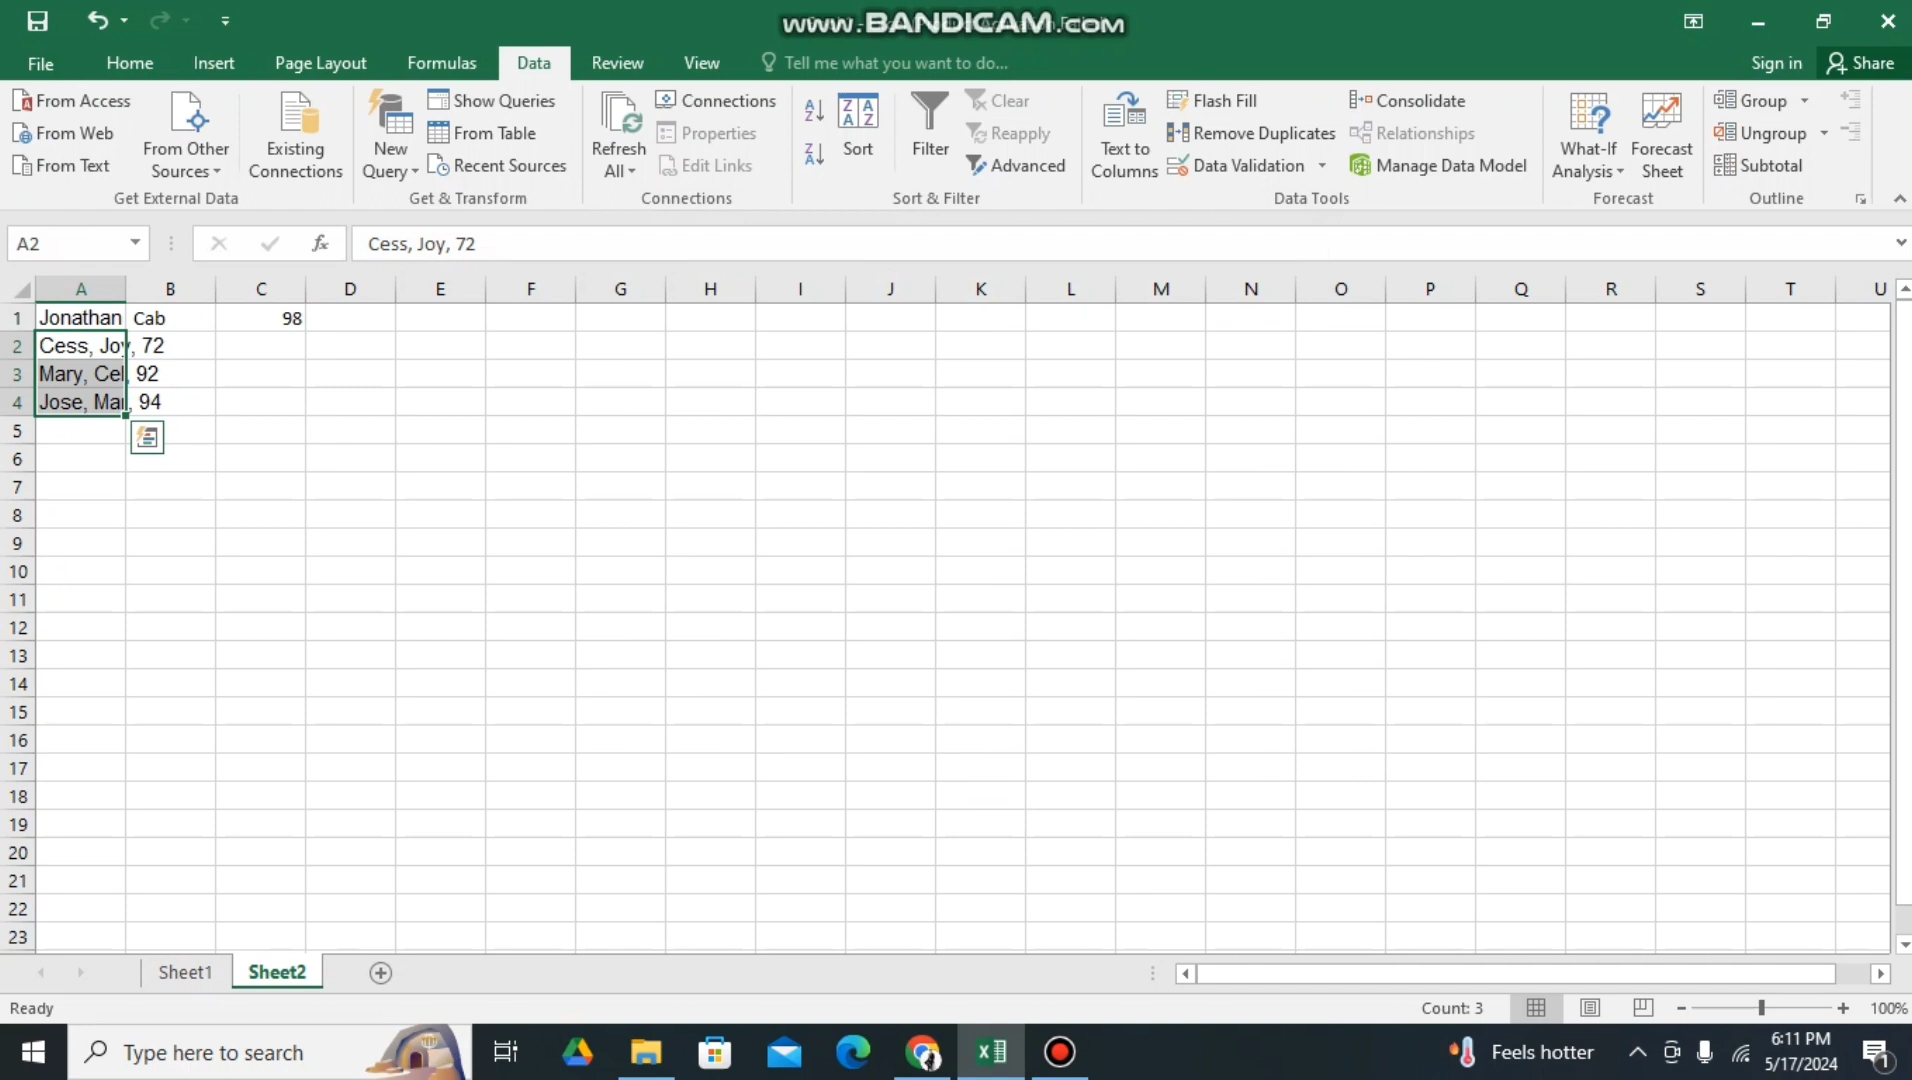 www.BANDICAM.com
File Home Insert Page Layout Formulas Data Review View Tell me what you want to do... Sign in Share
From Access
From Web
From Text
From Other Sources
Existing Connections
Get External Data
New Query
Show Queries
From Table
Recent Sources
Get & Transform
Refresh All
Connections
Properties
Edit Links
Connections
Sort
Filter
Clear
Reapply
Advanced
Sort & Filter
Text to Columns
Flash Fill
Remove Duplicates
Data Validation
Consolidate
Relationships
Manage Data Model
Data Tools
What-If Analysis
Forecast Sheet
Forecast
Group
Ungroup
Subtotal
Outline
A2 fx Cess, Joy, 72
A B C D E F G H I J K L M N O P Q R S T U
1 Jonathan Cab 98
2 Cess, Joy, 72
3 Mary, Cel, 92
4 Jose, Mar, 94
5
6
7
8
9
10
11
12
13
14
15
16
17
18
19
20
21
22
23
Sheet1 Sheet2
Ready Count: 3 100%
Type here to search Feels hotter 6:11 PM
5/17/2024 1